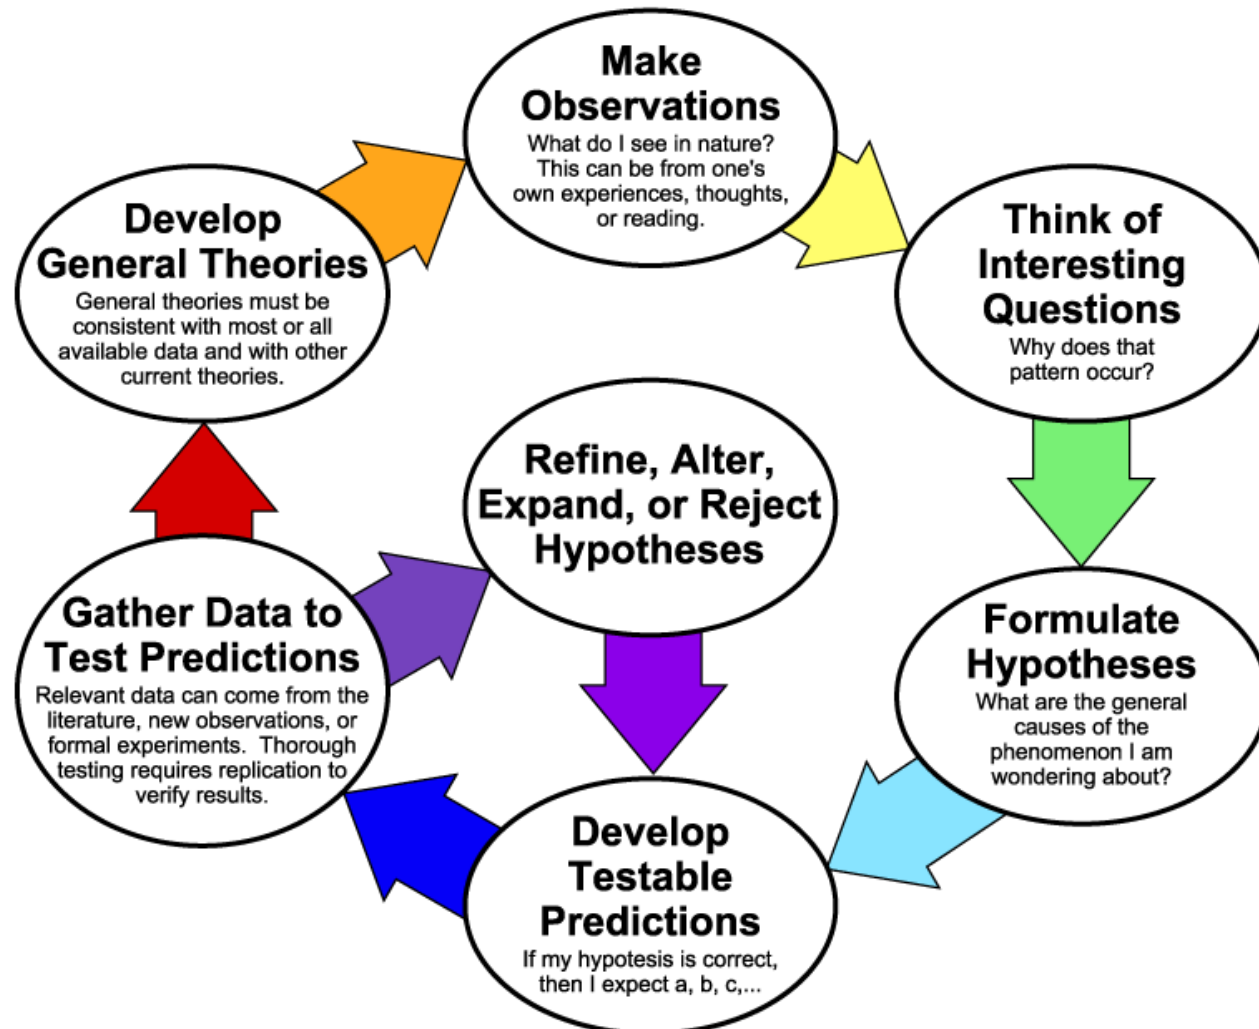 Make
Observations
What do I see in nature?
This can be from one's
own experiences, thoughts,
or reading.
Think of
Interesting
Questions
Why does that
pattern occur?
Formulate
Hypotheses
What are the general
causes of the
phenomenon I am
wondering about?
Develop
Testable
Predictions
If my hypotesis is correct,
then I expect a, b, c,...
Gather Data to
Test Predictions
Relevant data can come from the
literature, new observations, or
formal experiments. Thorough
testing requires replication to
verify results.
Refine, Alter,
Expand, or Reject
Hypotheses
Develop
General Theories
General theories must be
consistent with most or all
available data and with other
current theories.